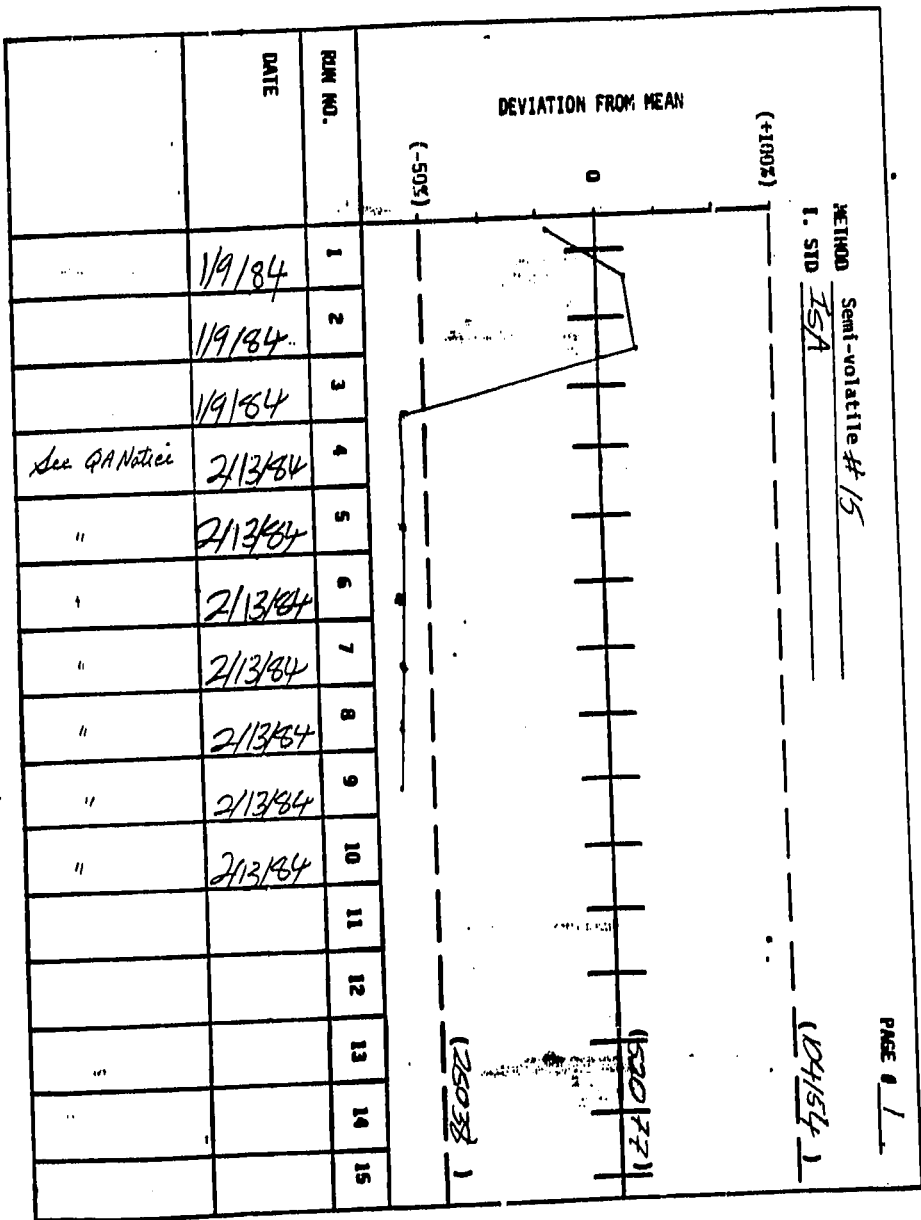 PAGE # 1
METHOD Semi-volatile # 15
I. STD ISA
(+100%)
(104154)
DEVIATION FROM MEAN
0
(52077)
(-50%)
(26038)
RUN NO. 1 2 3 4 5 6 7 8 9 10 11 12 13 14 15
DATE 1/9/84 1/9/84 1/9/84 2/13/84 2/13/84 2/13/84 2/13/84 2/13/84 2/13/84 2/13/84
See QA Notice " " " " " "